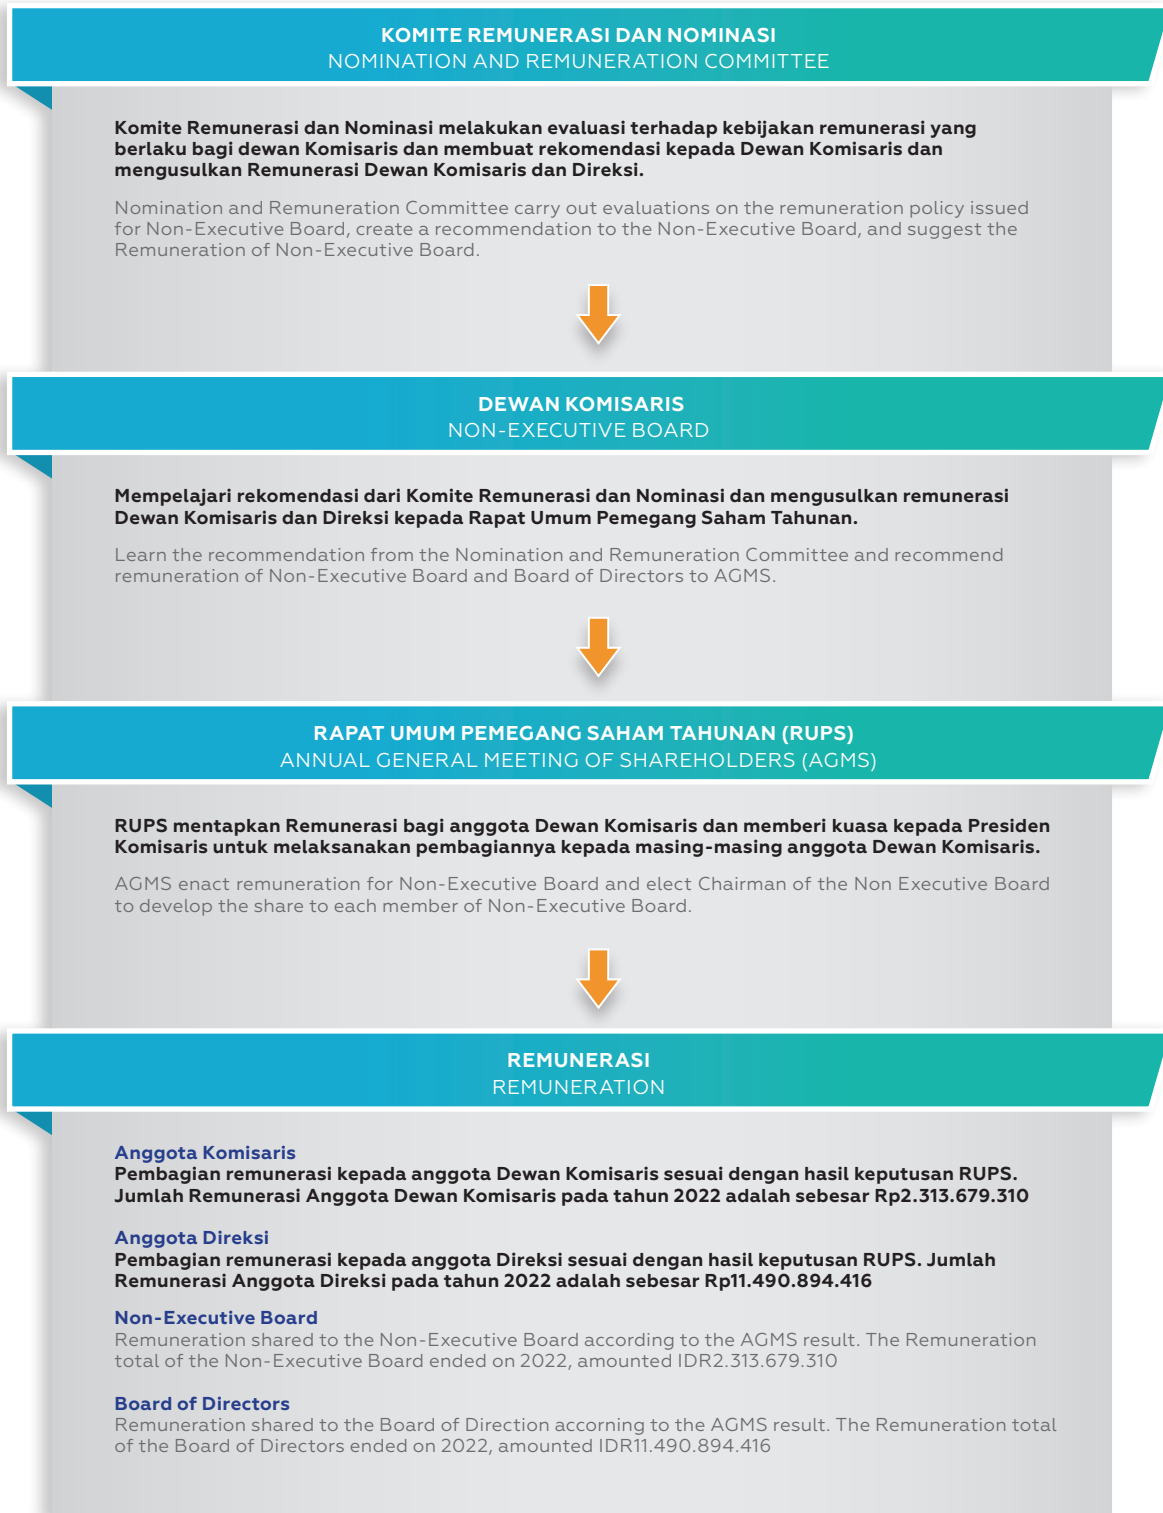 KOMITE REMUNERASI DAN NOMINASI
NOMINATION AND REMUNERATION COMMITTEE
Komite Remunerasi dan Nominasi melakukan evaluasi terhadap kebijakan remunerasi yang
berlaku bagi dewan Komisaris dan membuat rekomendasi kepada Dewan Komisaris dan
mengusulkan Remunerasi Dewan Komisaris dan Direksi.
Nomination and Remuneration Committee carry out evaluations on the remuneration policy issued
for Non-Executive Board, create a recommendation to the Non-Executive Board, and suggest the
Remuneration of Non-Executive Board.
DEWAN KOMISARIS
NON-EXECUTIVE BOARD
Mempelajari rekomendasi dari Komite Remunerasi dan Nominasi dan mengusulkan remunerasi
Dewan Komisaris dan Direksi kepada Rapat Umum Pemegang Saham Tahunan.
Learn the recommendation from the Nomination and Remuneration Committee and recommend
remuneration of Non-Executive Board and Board of Directors to AGMS.
RAPAT UMUM PEMEGANG SAHAM TAHUNAN (RUPS)
ANNUAL GENERAL MEETING OF SHAREHOLDERS (AGMS)
RUPS mentapkan Remunerasi bagi anggota Dewan Komisaris dan memberi kuasa kepada Presiden
Komisaris untuk melaksanakan pembagiannya kepada masing-masing anggota Dewan Komisaris.
AGMS enact remuneration for Non-Executive Board and elect Chairman of the Non Executive Board
to develop the share to each member of Non-Executive Board.
REMUNERASI
REMUNERATION
Anggota Komisaris
Pembagian remunerasi kepada anggota Dewan Komisaris sesuai dengan hasil keputusan RUPS.
Jumlah Remunerasi Anggota Dewan Komisaris pada tahun 2022 adalah sebesar Rp2.313.679.310
Anggota Direksi
Pembagian remunerasi kepada anggota Direksi sesuai dengan hasil keputusan RUPS. Jumlah
Remunerasi Anggota Direksi pada tahun 2022 adalah sebesar Rp11.490.894.416
Non-Executive Board
Remuneration shared to the Non-Executive Board according to the AGMS result. The Remuneration
total of the Non-Executive Board ended on 2022, amounted IDR2.313.679.310
Board of Directors
Remuneration shared to the Board of Direction accorning to the AGMS result. The Remuneration total
of the Board of Directors ended on 2022, amounted IDR11.490.894.416